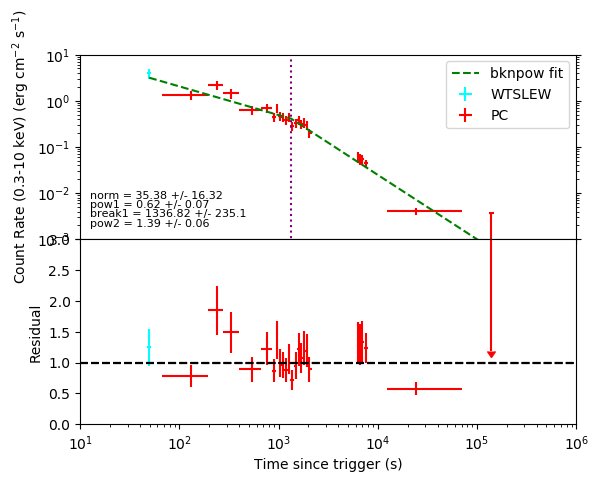 Count Rate (0.3-10 keV) (erg cm⁻² s⁻¹)
10¹
10⁰
10⁻¹
10⁻²
10⁻³
bknpow fit
WTSLEW
PC
norm = 35.38 +/- 16.32
pow1 = 0.62 +/- 0.07
break1 = 1336.82 +/- 235.1
pow2 = 1.39 +/- 0.06
Residual
3.0
2.5
2.0
1.5
1.0
0.5
0.0
10¹ 10² 10³ 10⁴ 10⁵ 10⁶
Time since trigger (s)